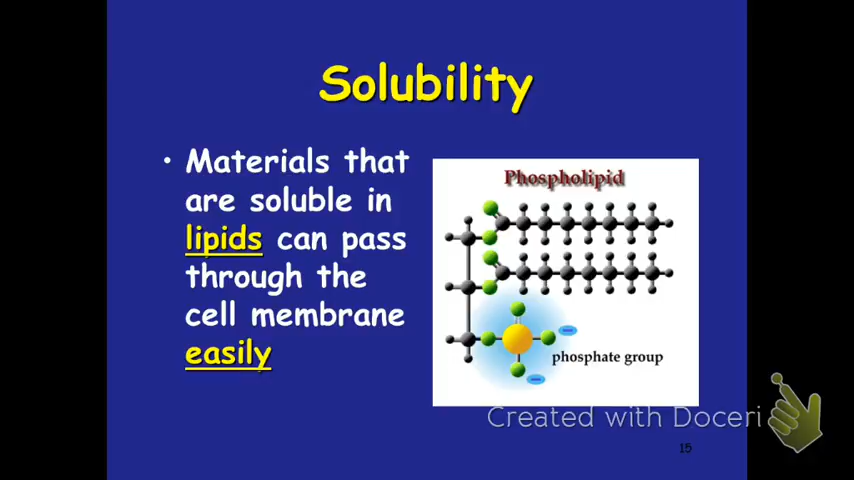 Solubility
• Materials that
are soluble in
lipids can pass
through the
cell membrane
easily
Phospholipid
phosphate group
Created with Doceri
15